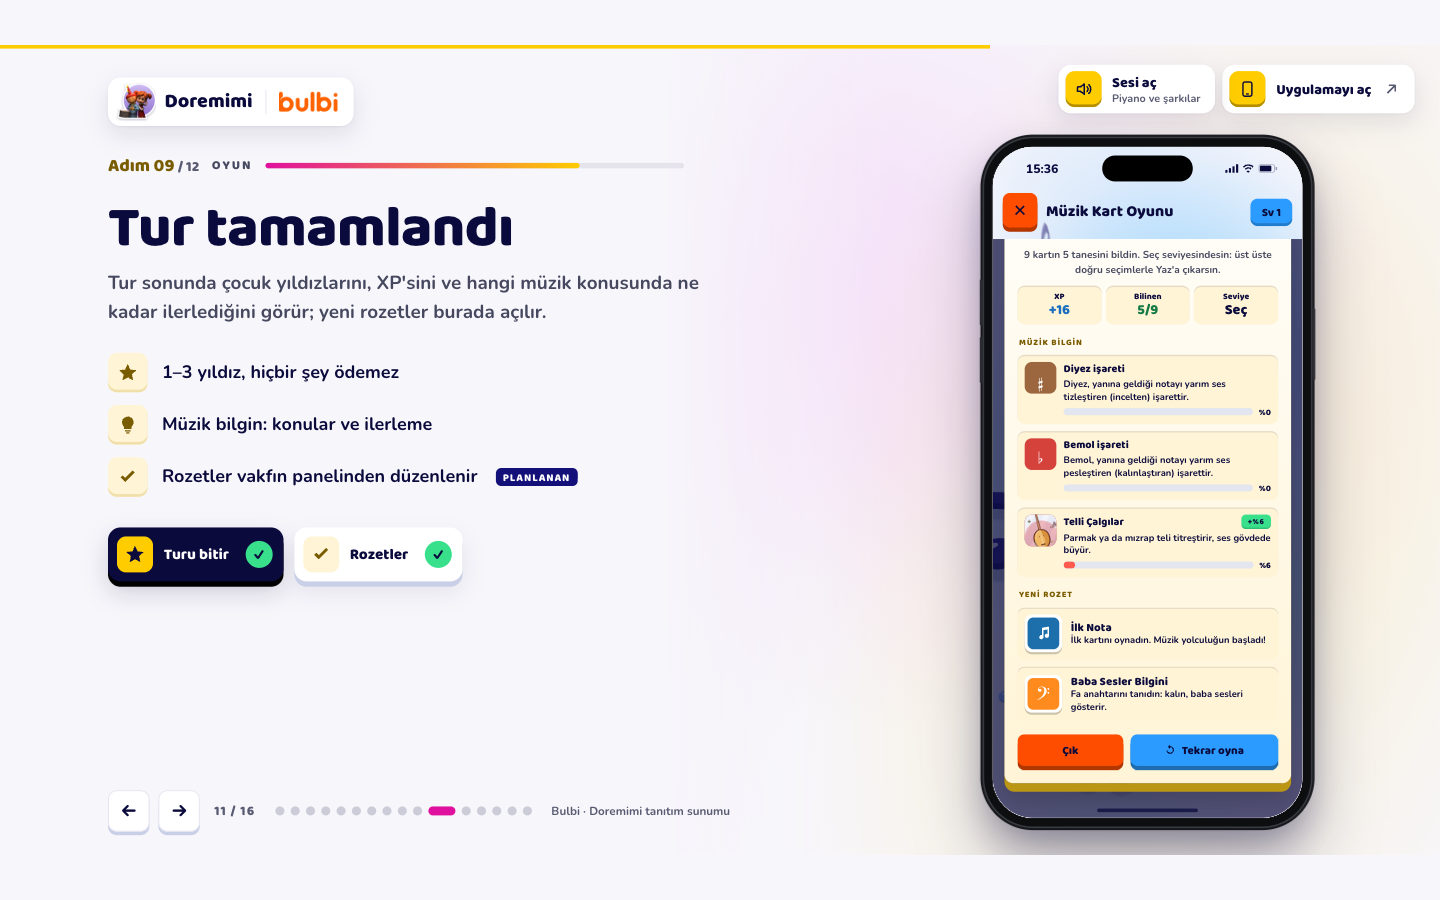 Doremimi bulbi
Sesi aç
Piyano ve şarkılar
Uygulamayı aç
Adım 09 / 12 OYUN
Tur tamamlandı
Tur sonunda çocuk yıldızlarını, XP'sini ve hangi müzik konusunda ne
kadar ilerlediğini görür; yeni rozetler burada açılır.
1–3 yıldız, hiçbir şey ödemez
Müzik bilgin: konular ve ilerleme
Rozetler vakfın panelinden düzenlenir PLANLANAN
Turu bitir
Rozetler
11 / 16
Bulbi · Doremimi tanıtım sunumu
15:36
Müzik Kart Oyunu
Sv 1
9 kartın 5 tanesini bildin. Seç seviyesindesin: üst üste
doğru seçimlerle Yaz'a çıkarsın.
XP
+16
Bilinen
5/9
Seviye
Seç
MÜZİK BİLGİN
Diyez işareti
Diyez, yanına geldiği notayı yarım ses
tizleştiren (incelten) işarettir.
%0
Bemol işareti
Bemol, yanına geldiği notayı yarım ses
pesleştiren (kalınlaştıran) işarettir.
%0
Telli Çalgılar
+%6
Parmak ya da mızrap teli titreştirir, ses gövdede
büyür.
%6
YENİ ROZET
İlk Nota
İlk kartını oynadın. Müzik yolculuğun başladı!
Baba Sesler Bilgini
Fa anahtarını tanıdın: kalın, baba sesleri
gösterir.
Çık
Tekrar oyna